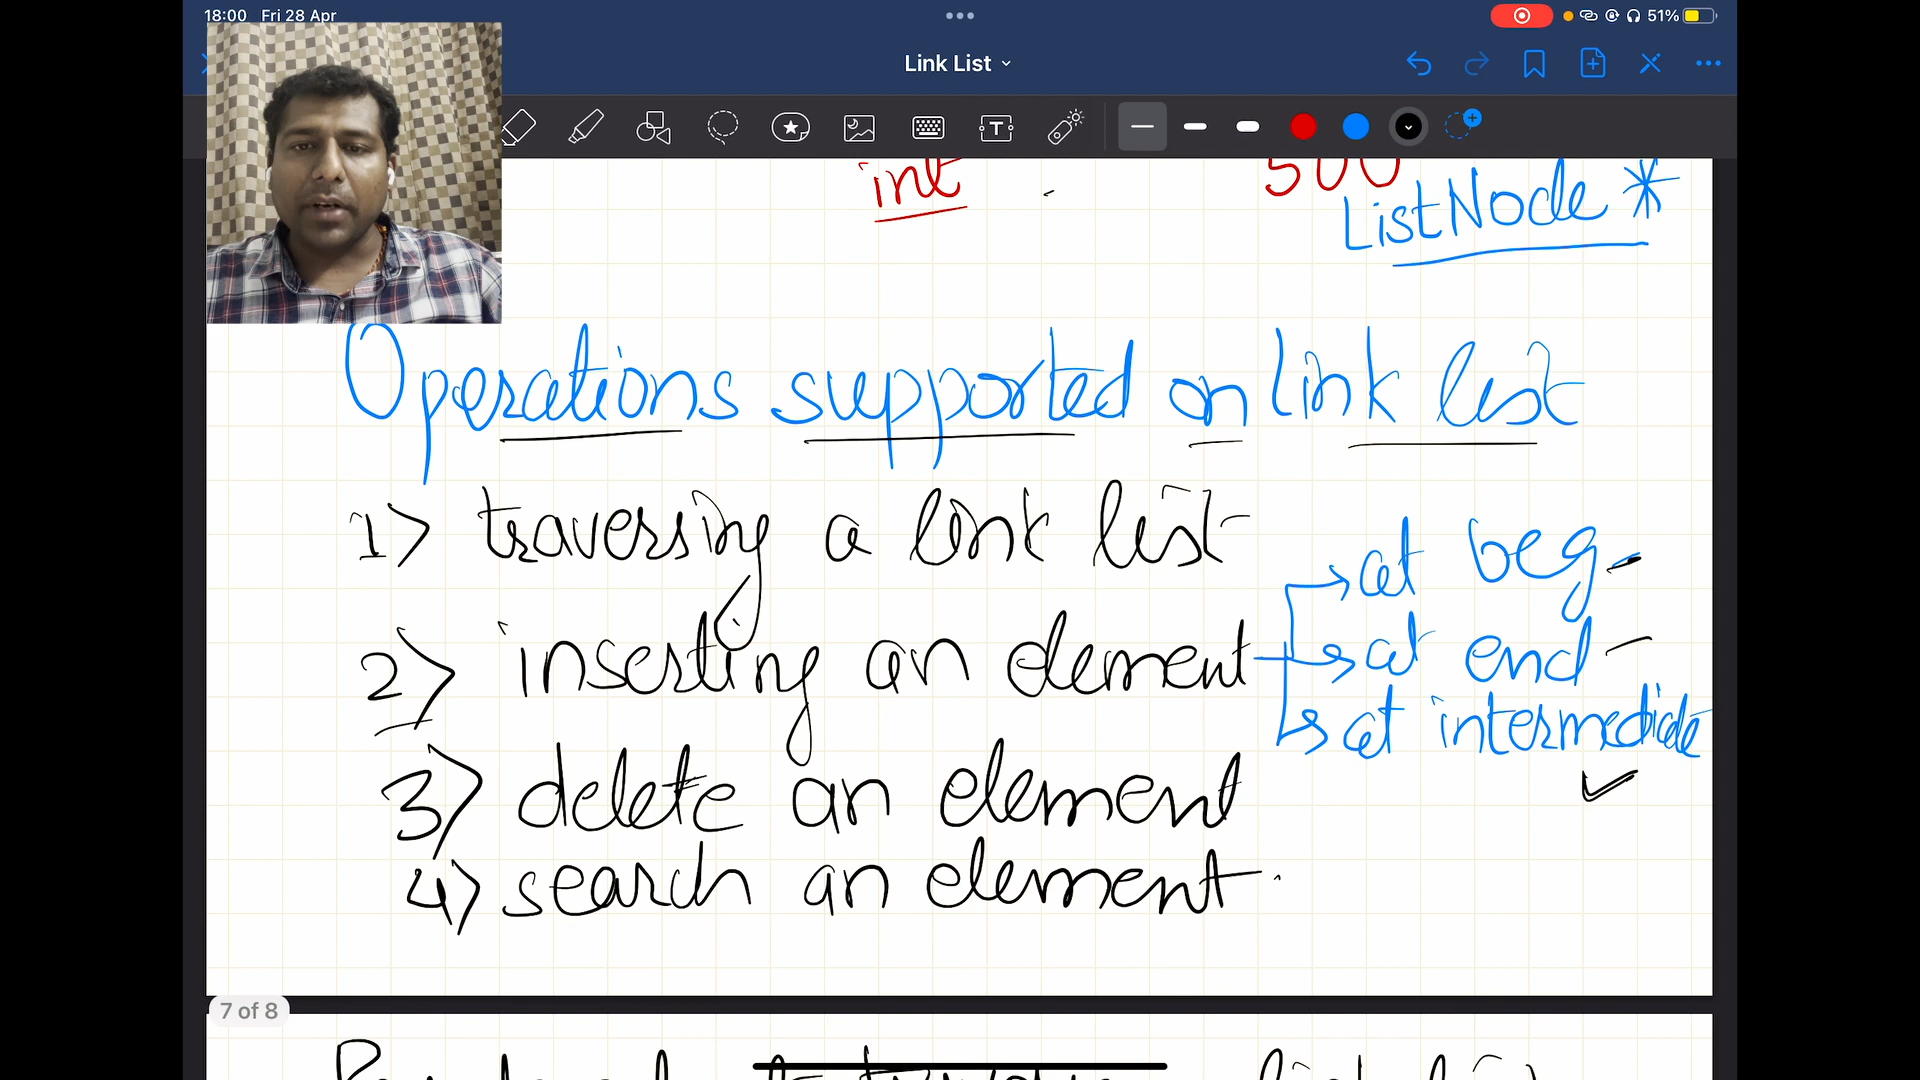 18:00 Fri 28 Apr
51%
Link List
T
int
500
ListNode *
Operations supported on link list
1> traversing a link list
2> inserting an element
at beg
at end
at intermediate
3> delete an element
4> search an element
7 of 8